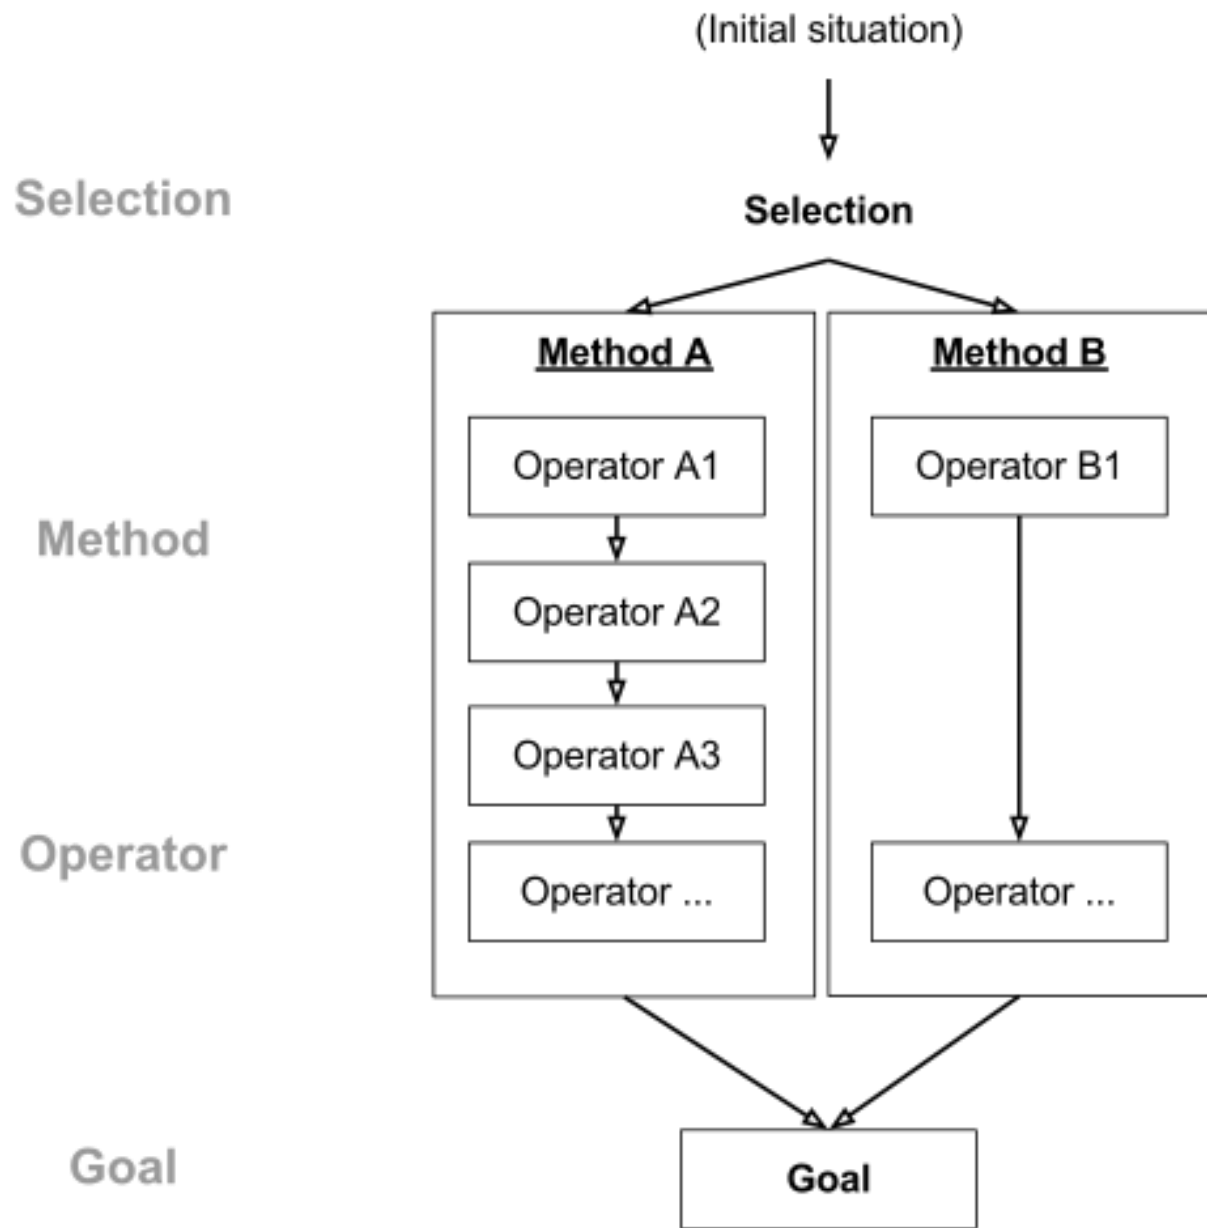 (Initial situation)
Selection
Selection
Method A
Method B
Operator A1
Operator B1
Method
Operator A2
Operator A3
Operator
Operator ...
Operator ...
Goal
Goal